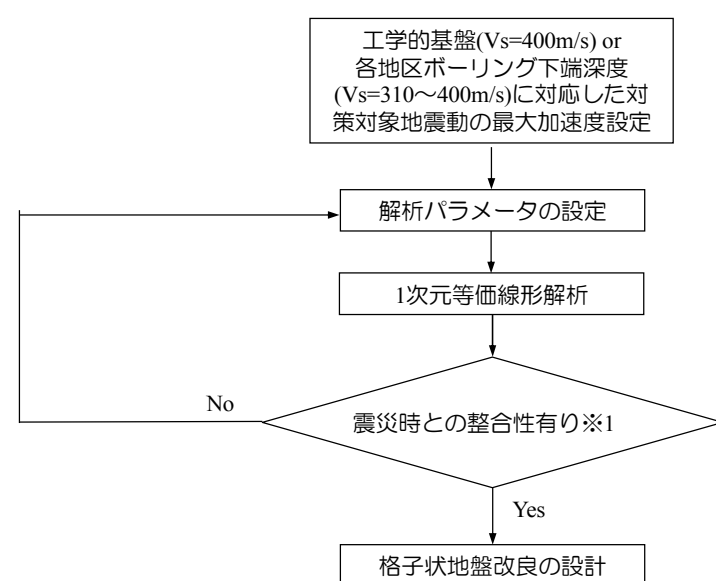 工学的基盤(Vs=400m/s) or
各地区ボーリング下端深度
(Vs=310～400m/s)に対応した対
策対象地震動の最大加速度設定
解析パラメータの設定
1次元等価線形解析
震災時との整合性有り※1
No
Yes
格子状地盤改良の設計